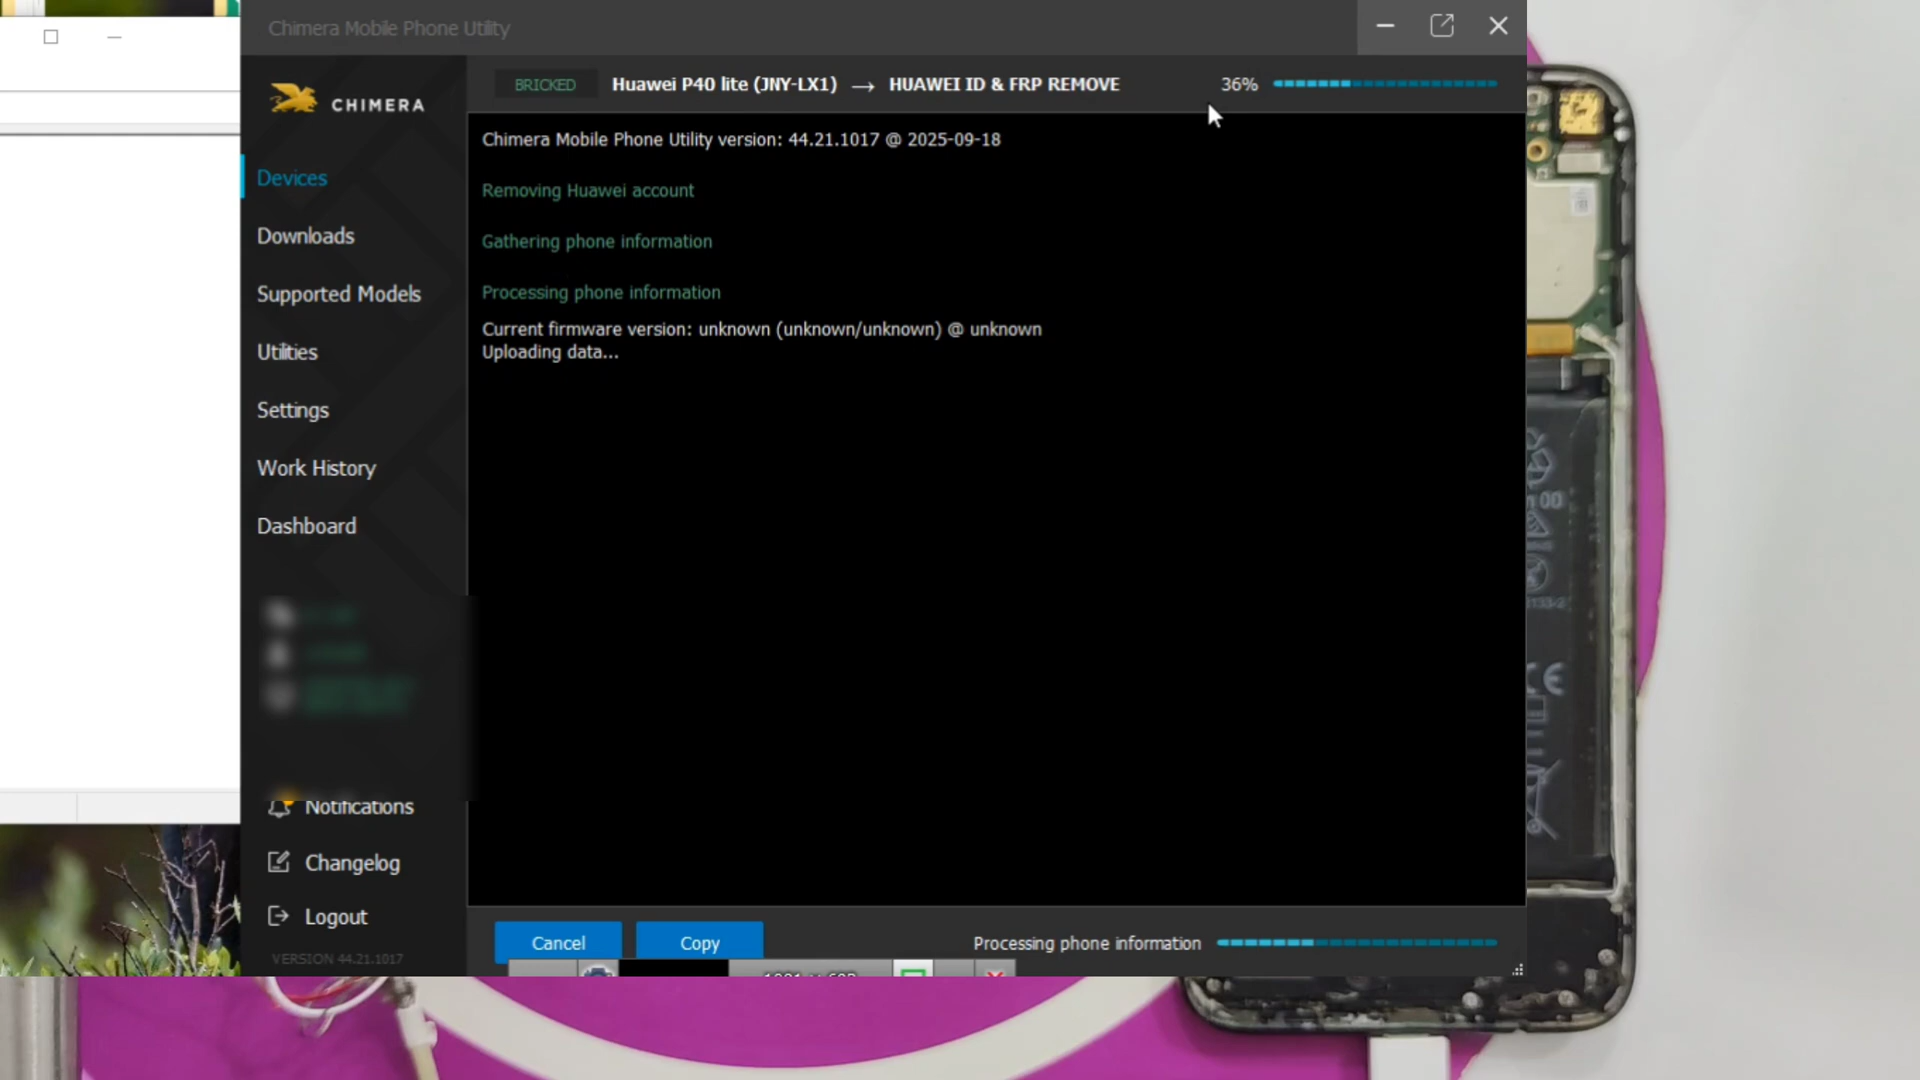 Chimera Mobile Phone Utility
CHIMERA
BRICKED
Huawei P40 lite (JNY-LX1) → HUAWEI ID & FRP REMOVE
36%
Chimera Mobile Phone Utility version: 44.21.1017 @ 2025-09-18
Removing Huawei account
Gathering phone information
Processing phone information
Current firmware version: unknown (unknown/unknown) @ unknown
Uploading data...
Devices
Downloads
Supported Models
Utilities
Settings
Work History
Dashboard
Notifications
Changelog
Logout
VERSION 44.21.1017
Cancel
Copy
Processing phone information